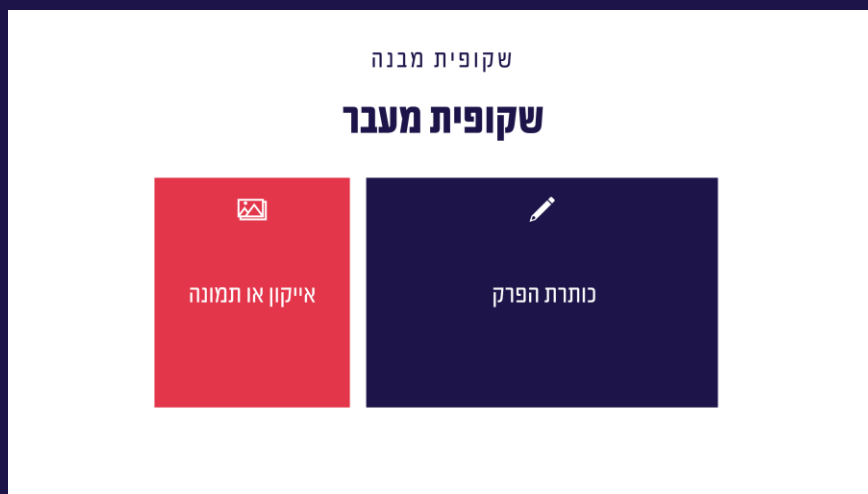 שקופית מבנה
שקופית מעבר
כותרת הפרק
אייקון או תמונה